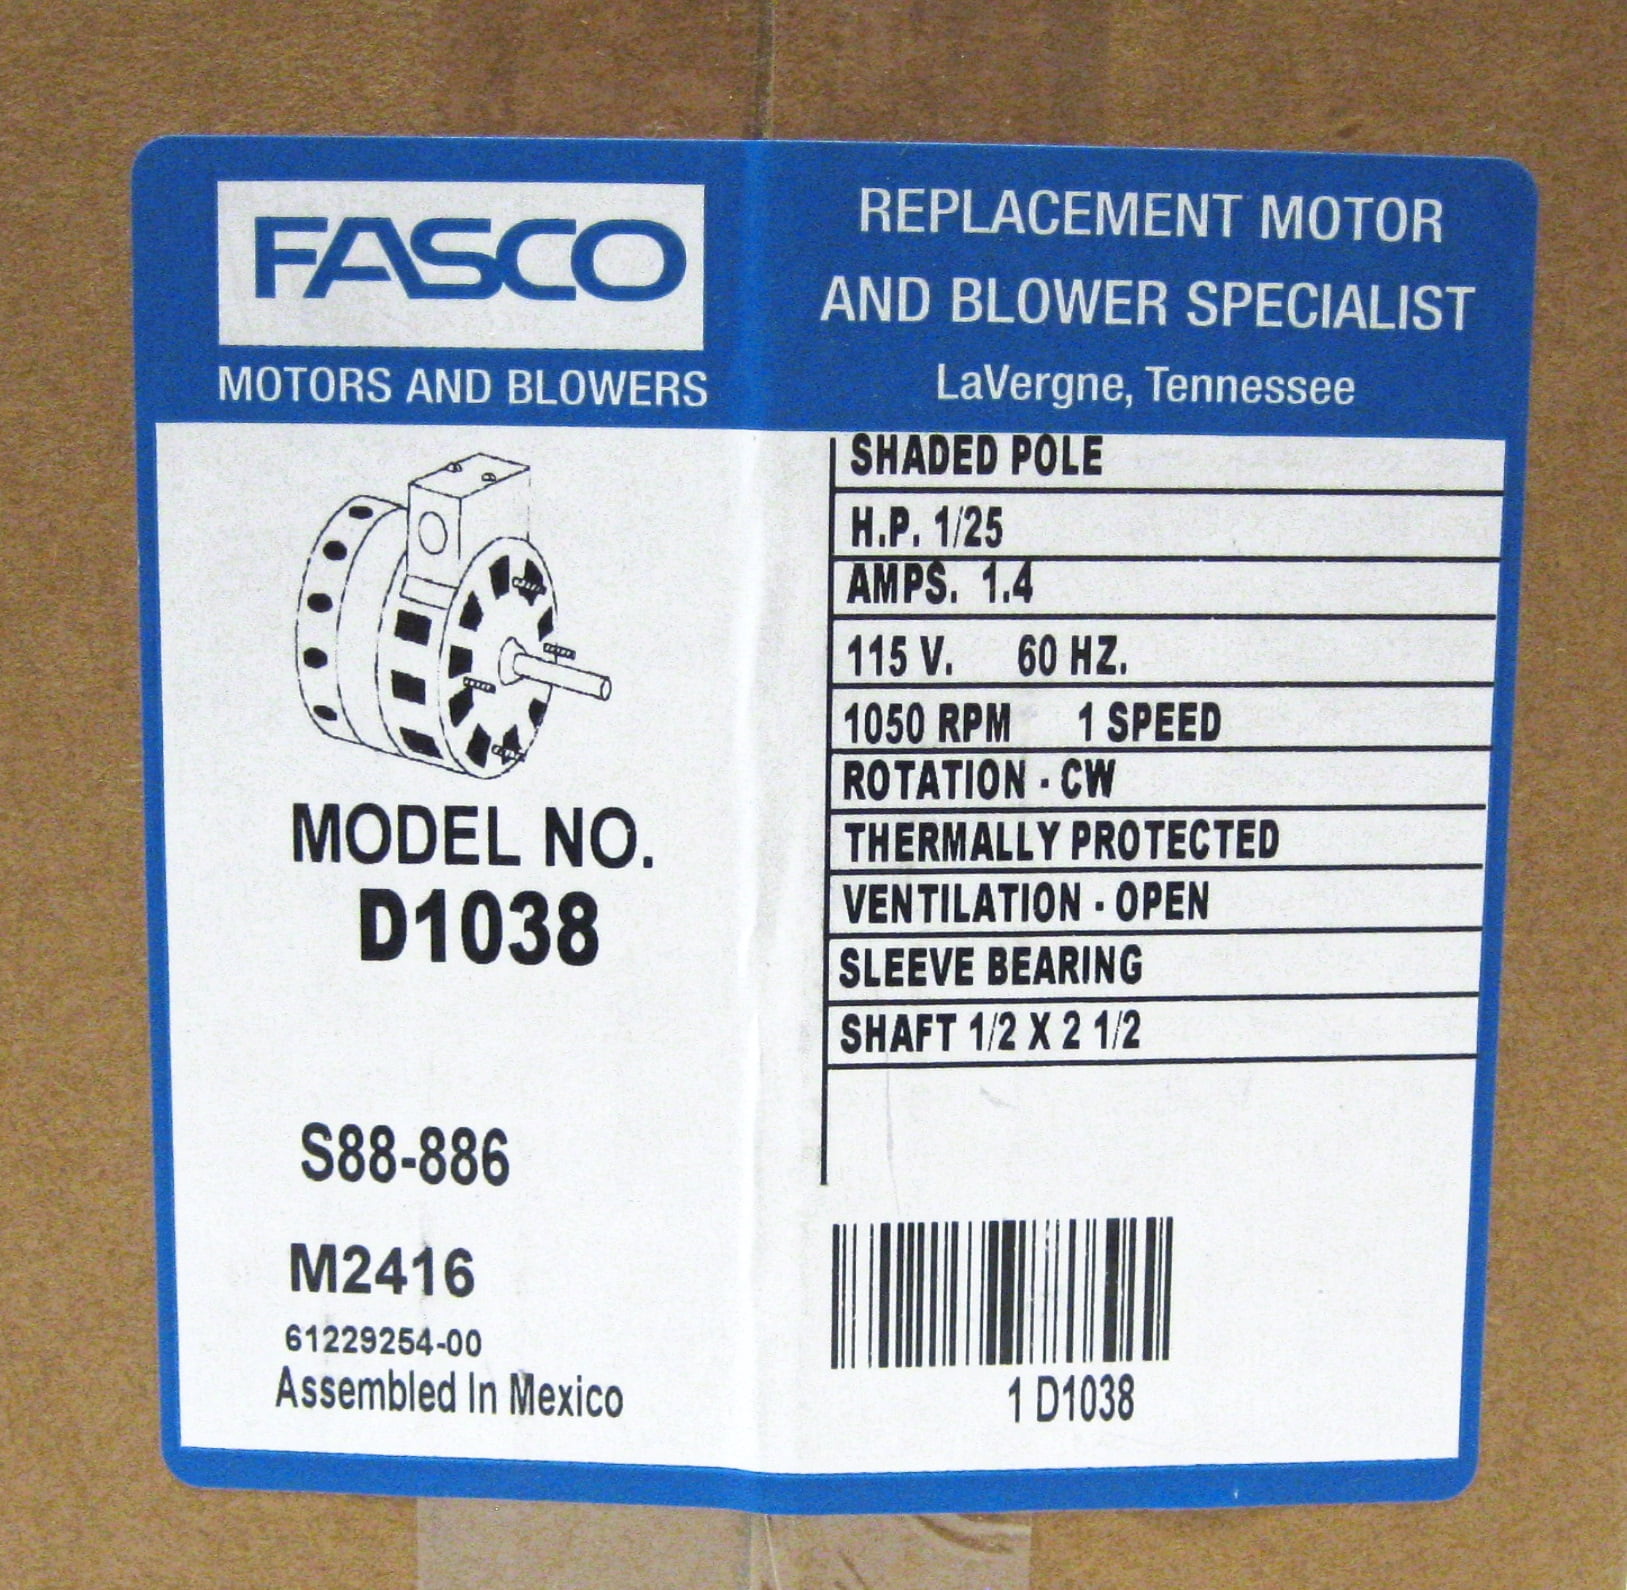 FASCO
MOTORS AND BLOWERS
REPLACEMENT MOTOR
AND BLOWER SPECIALIST
LaVergne, Tennessee
MODEL NO.
D1038
S88-886
M2416
61229254-00
Assembled In Mexico
SHADED POLE
H.P. 1/25
AMPS. 1.4
115 V. 60 HZ.
1050 RPM 1 SPEED
ROTATION - CW
THERMALLY PROTECTED
VENTILATION - OPEN
SLEEVE BEARING
SHAFT 1/2 X 2 1/2
1 D1038